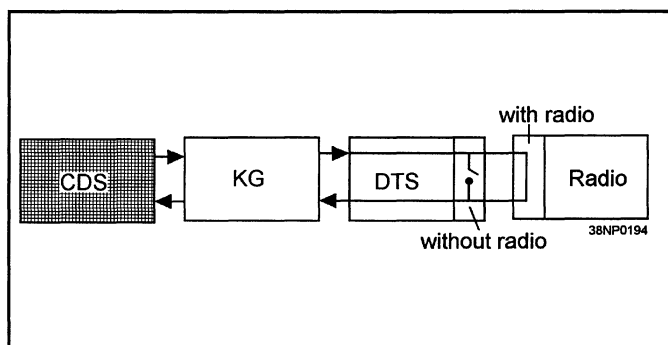 with radio
CDS
KG
DTS
Radio
without radio
38NP0194